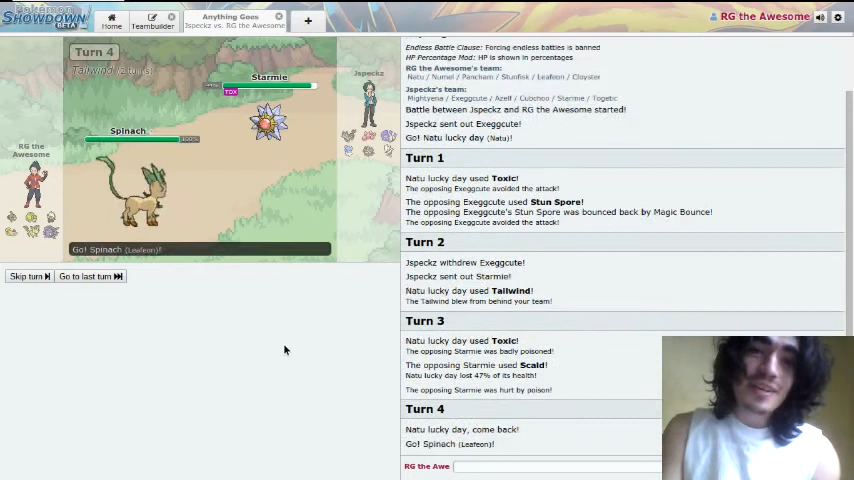 Pokémon
SHOWDOWN
BETA
Home
Teambuilder
Anything Goes
Jspeckz vs. RG the Awesome
+
RG the Awesome
Turn 4
Tailwind (2 turns)
Starmie
TOX
Jspeckz
Spinach
100%
RG the
Awesome
Go! Spinach (Leafeon)!
Skip turn
Go to last turn
Endless Battle Clause: Forcing endless battles is banned
HP Percentage Mod: HP is shown in percentages
RG the Awesome's team:
Natu / Numel / Pancham / Stunfisk / Leafeon / Cloyster
Jspeckz's team:
Mightyena / Exeggcute / Azelf / Cubchoo / Starmie / Togetic
Battle between Jspeckz and RG the Awesome started!
Jspeckz sent out Exeggcute!
Go! Natu lucky day (Natu)!
Turn 1
Natu lucky day used Toxic!
The opposing Exeggcute avoided the attack!
The opposing Exeggcute used Stun Spore!
The opposing Exeggcute's Stun Spore was bounced back by Magic Bounce!
The opposing Exeggcute avoided the attack!
Turn 2
Jspeckz withdrew Exeggcute!
Jspeckz sent out Starmie!
Natu lucky day used Tailwind!
The Tailwind blew from behind your team!
Turn 3
Natu lucky day used Toxic!
The opposing Starmie was badly poisoned!
The opposing Starmie used Scald!
Natu lucky day lost 47% of its health!
The opposing Starmie was hurt by poison!
Turn 4
Natu lucky day, come back!
Go! Spinach (Leafeon)!
RG the Awe